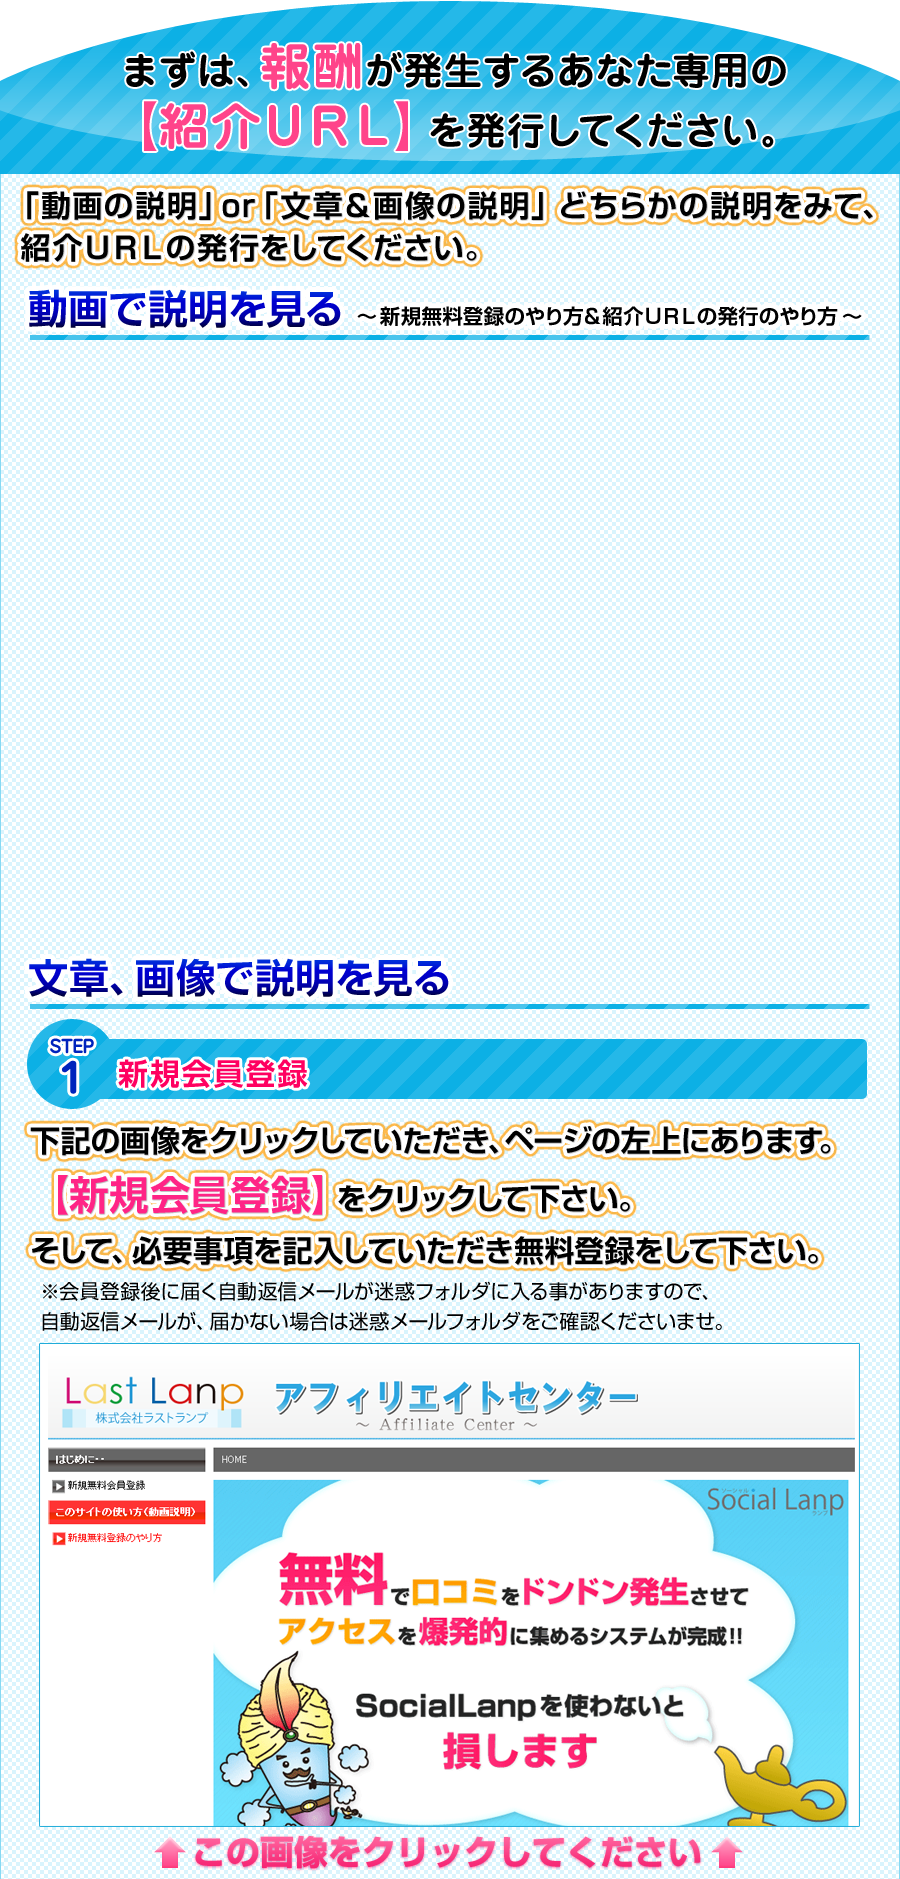 まずは、報酬が発生するあなた専用の
【紹介URL】を発行してください。
「動画の説明」or「文章&画像の説明」どちらかの説明をみて、
紹介URLの発行をしてください。
動画で説明を見る ～新規無料登録のやり方&紹介URLの発行のやり方～
文章、画像で説明を見る
STEP
1
新規会員登録
下記の画像をクリックしていただき、ページの左上にあります。
【新規会員登録】をクリックして下さい。
そして、必要事項を記入していただき無料登録をして下さい。
※会員登録後に届く自動返信メールが迷惑フォルダに入る事がありますので、
自動返信メールが、届かない場合は迷惑メールフォルダをご確認くださいませ。
Last Lanp
株式会社ラストランプ
アフィリエイトセンター
～ Affiliate Center ～
はじめに‥
HOME
新規無料会員登録
このサイトの使い方(動画説明)
新規無料登録のやり方
ソーシャル
Social Lanp
ランプ
無料で口コミをドンドン発生させて
アクセスを爆発的に集めるシステムが完成!!
SocialLanpを使わないと
損します
この画像をクリックしてください